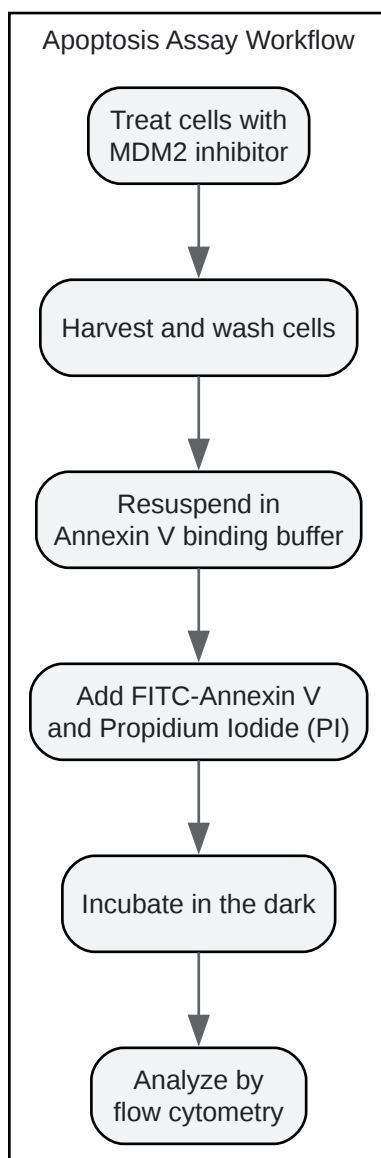 Apoptosis Assay Workflow
Treat cells with
MDM2 inhibitor
Harvest and wash cells
Resuspend in
Annexin V binding buffer
Add FITC-Annexin V
and Propidium Iodide (PI)
Incubate in the dark
Analyze by
flow cytometry